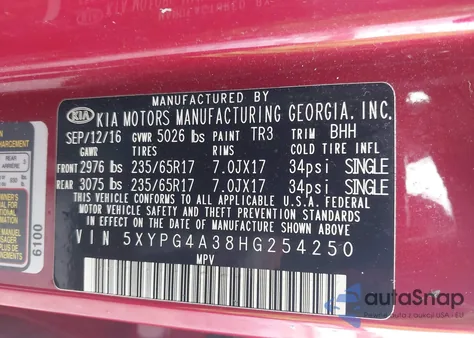 MANUFACTURED BY
KIA KIA MOTORS MANUFACTURING GEORGIA, INC.
SEP/12/16 GVWR 5026 lbs PAINT TR3 TRIM BHH
GAWR TIRES RIMS COLD TIRE INFL
FRONT 2976 lbs 235/65R17 7.0JX17 34psi SINGLE
REAR 3075 lbs 235/65R17 7.0JX17 34psi SINGLE
THIS VEHICLE CONFORMS TO ALL APPLICABLE U.S.A. FEDERAL
MOTOR VEHICLE SAFETY, BUMPER, AND THEFT PREVENTION
STANDARDS IN EFFECT ON THE DATE OF MANUFACTURE SHOWN ABOVE.
VIN 5XYPG4A38HG254250
MPV
6100
autoSnap